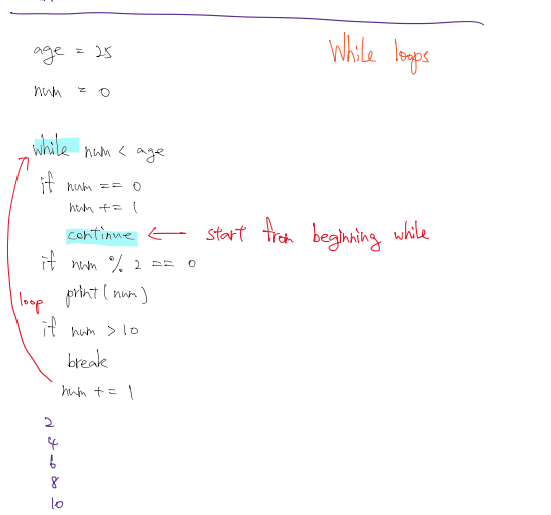 While loops
age = 25
num = 0
while num < age
if num == 0
num += 1
continue ← start from beginning while
if num % 2 == 0
print(num)
loop
if num > 10
break
num += 1
2
4
6
8
10